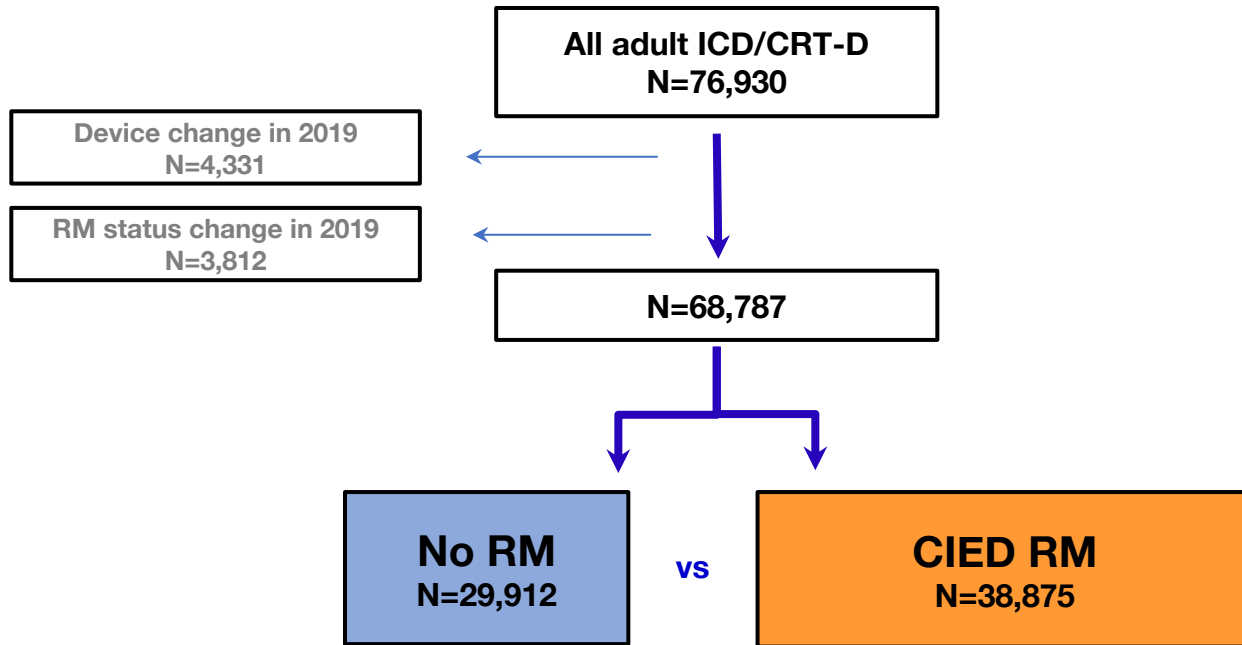 All adult ICD/CRT-D
N=76,930
Device change in 2019
N=4,331
RM status change in 2019
N=3,812
N=68,787
No RM
N=29,912
vs
CIED RM
N=38,875